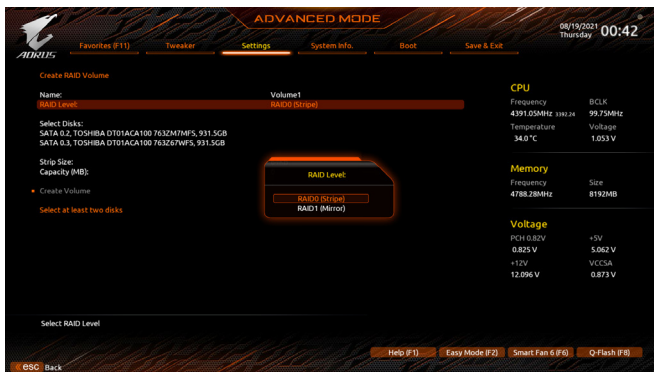 ADVANCED MODE
08/19/2021 Thursday 00:42
AORUS
Favorites (F11) Tweaker Settings System Info. Boot Save & Exit
Create RAID Volume
Name: Volume1
RAID Level: RAID0 (Stripe)
Select Disks:
SATA 0.2, TOSHIBA DT01ACA100 763ZM7MFS, 931.5GB
SATA 0.3, TOSHIBA DT01ACA100 763Z67WFS, 931.5GB
Strip Size:
Capacity (MB):
Create Volume
Select at least two disks
RAID Level:
RAID0 (Stripe)
RAID1 (Mirror)
CPU
Frequency BCLK
4391.05MHz 3392.24 99.75MHz
Temperature Voltage
34.0 °C 1.053 V
Memory
Frequency Size
4788.28MHz 8192MB
Voltage
PCH 0.82V +5V
0.825 V 5.062 V
+12V VCCSA
12.096 V 0.873 V
Select RAID Level
Help (F1) Easy Mode (F2) Smart Fan 6 (F6) Q-Flash (F8)
esc Back